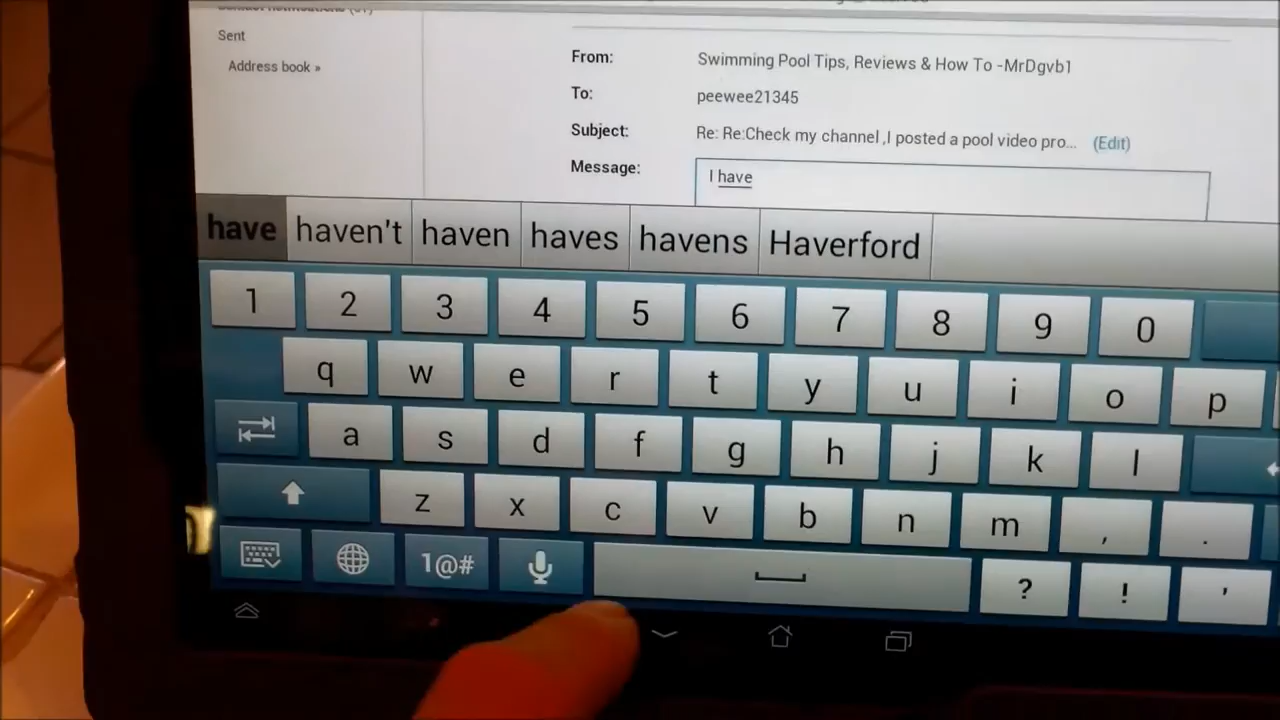 Sent
Address book »
From: Swimming Pool Tips, Reviews & How To -MrDgvb1
To: peewee21345
Subject: Re: Re:Check my channel ,I posted a pool video pro... (Edit)
Message: I have
have haven't haven haves havens Haverford
1 2 3 4 5 6 7 8 9 0
q w e r t y u i o p
a s d f g h j k l
z x c v b n m , .
1@# ? ! '